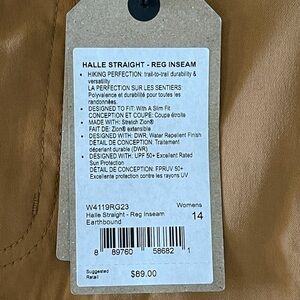 HALLE STRAIGHT - REG INSEAM
• HIKING PERFECTION: trail-to-trail durability &
versatility
LA PERFECTION SUR LES SENTIERS
Polyvalence et durabilité pour toutes les
randonnées.
• DESIGNED TO FIT: With A Slim Fit
CONCEPTION ET COUPE: Coupe étroite
• MADE WITH: Stretch Zion®
FAIT DE: Zion® extensible
• DESIGNED WITH: DWR, Water Repellent Finish
DÉTAIL DE CONCEPTION: Traitement
déperlant durable (DWR)
• DESIGNED WITH: UPF 50+ Excellent Rated
Sun Protection
DÉTAIL DE CONCEPTION: FPRUV 50+
Excellente protection contre les rayons UV
W4119RG23 Womens
Halle Straight - Reg Inseam 14
Earthbound
8 89760 58682 1
Suggested
Retail $89.00